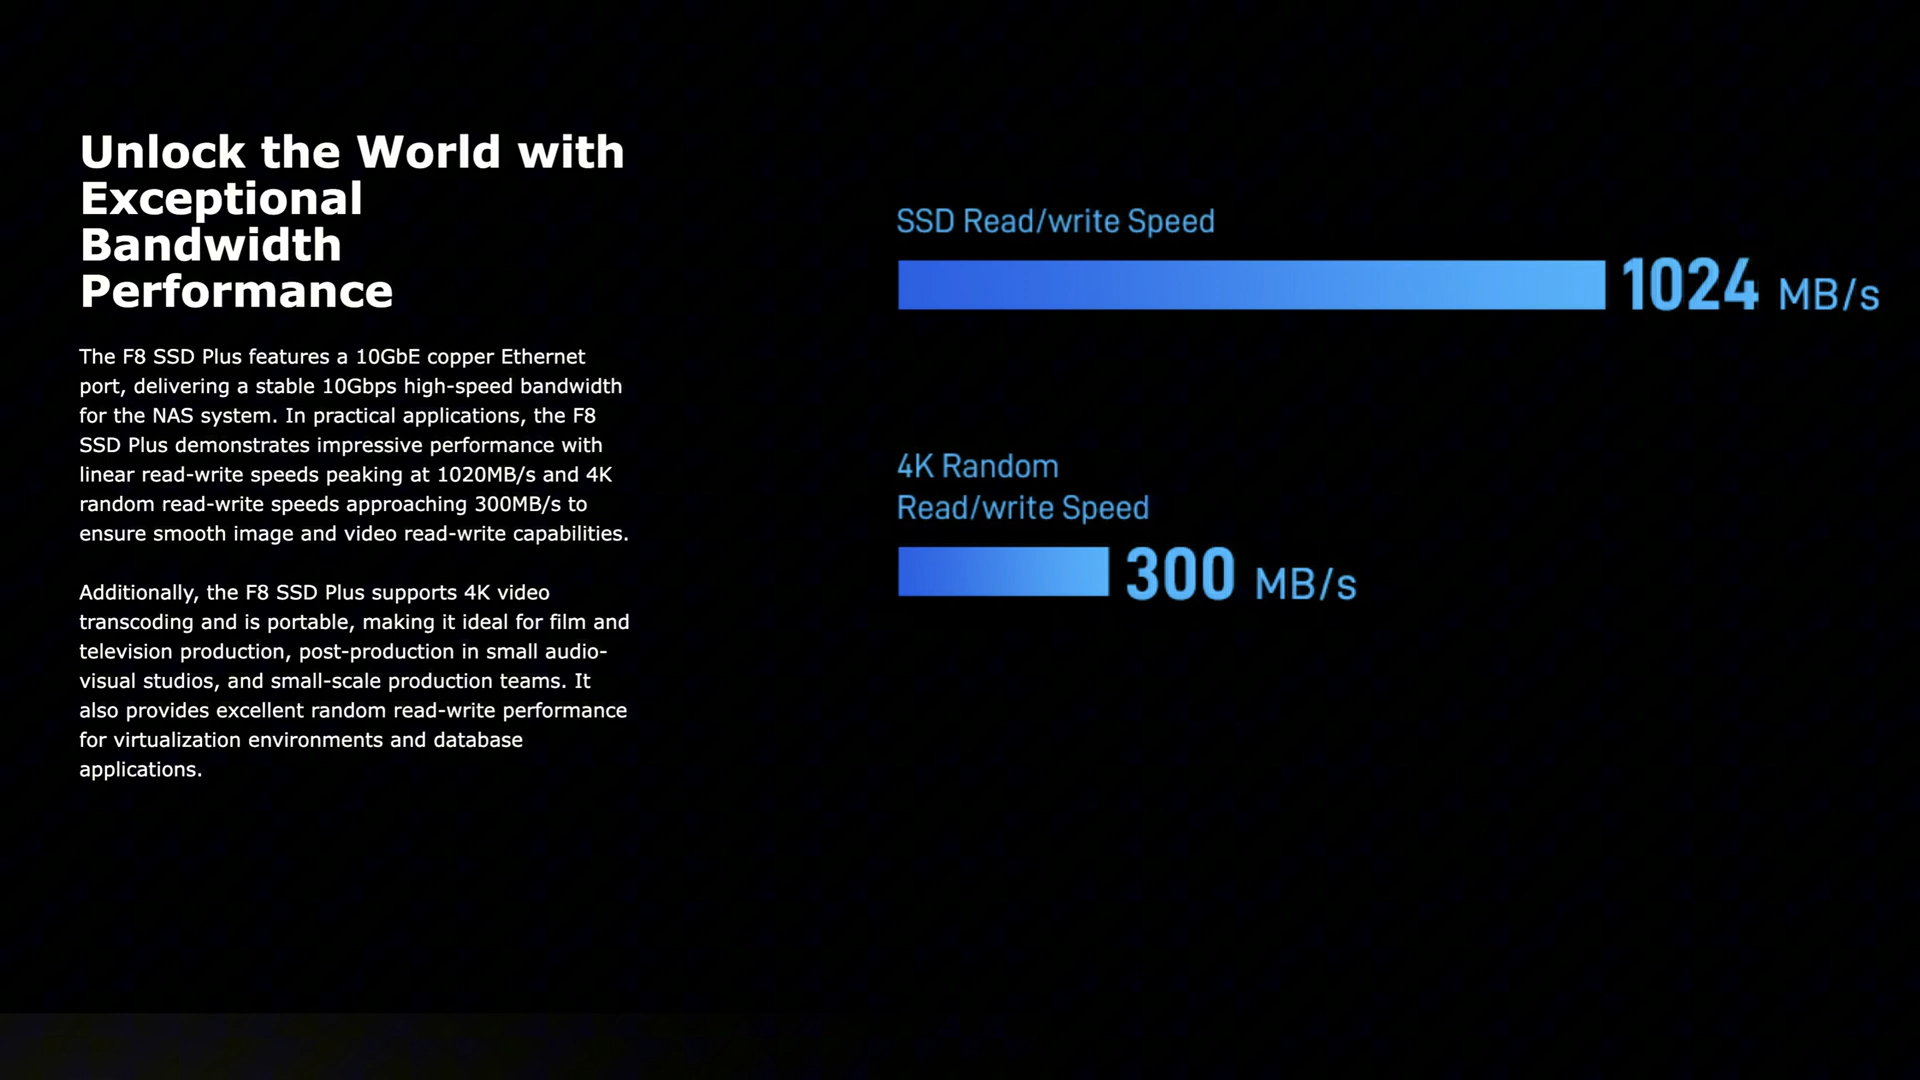 Unlock the World with
Exceptional
Bandwidth
Performance
The F8 SSD Plus features a 10GbE copper Ethernet
port, delivering a stable 10Gbps high-speed bandwidth
for the NAS system. In practical applications, the F8
SSD Plus demonstrates impressive performance with
linear read-write speeds peaking at 1020MB/s and 4K
random read-write speeds approaching 300MB/s to
ensure smooth image and video read-write capabilities.
Additionally, the F8 SSD Plus supports 4K video
transcoding and is portable, making it ideal for film and
television production, post-production in small audio-
visual studios, and small-scale production teams. It
also provides excellent random read-write performance
for virtualization environments and database
applications.
SSD Read/write Speed
1024 MB/s
4K Random
Read/write Speed
300 MB/s